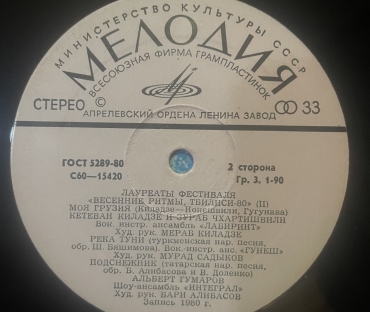 МИНИСТЕРСТВО КУЛЬТУРЫ СССР
МЕЛОДИЯ
ВСЕСОЮЗНАЯ ФИРМА ГРАМПЛАСТИНОК
СТЕРЕО © 33
АПРЕЛЕВСКИЙ ОРДЕНА ЛЕНИНА ЗАВОД
ГОСТ 5289-80 2 сторона
С60—15420 Гр. 3. 1-90
ЛАУРЕАТЫ ФЕСТИВАЛЯ
«ВЕСЕННИЕ РИТМЫ, ТБИЛИСИ-80» (II)
МОЯ ГРУЗИЯ (Киладзе—Нонешвили, Гугунава)
КЕТЕВАН КИЛАДЗЕ И ЗУРАБ ЧХАРТИШВИЛИ
Вок. инстр. ансамбль «ЛАБИРИНТ»
Худ. рук. МЕРАБ КИЛАДЗЕ
РЕКА ТУНИ (туркменская нар. песня,
обр. Ш. Бяшимова). Вок.-инстр. анс. «ГУНЕШ»
Худ. рук. МУРАД САДЫКОВ
ПОДСНЕЖНИК (татарская нар. песня,
обр. Б. Алибасова и В. Доленко)
АЛЬБЕРТ ГУМАРОВ
Шоу-ансамбль «ИНТЕГРАЛ»
Худ. рук. БАРИ АЛИБАСОВ
Запись 1980 г.